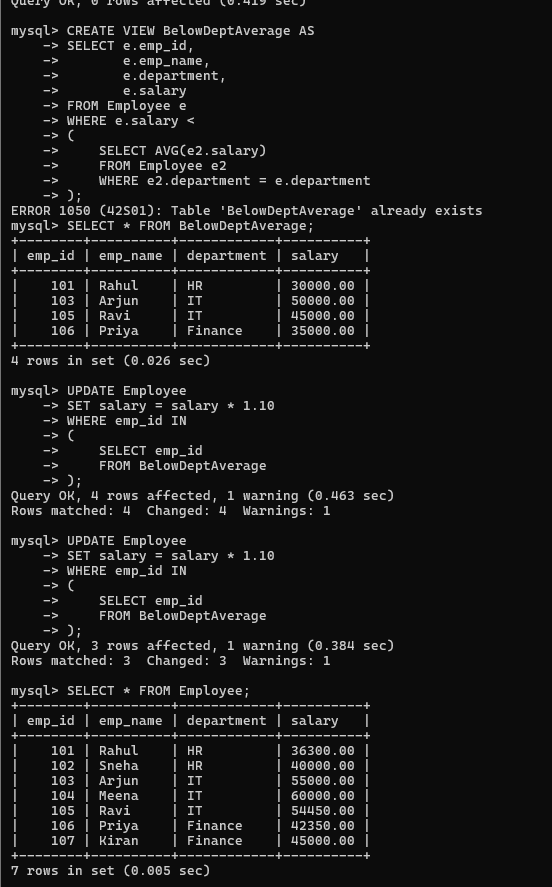 Query OK, 0 rows affected (0.419 sec)
mysql> CREATE VIEW BelowDeptAverage AS
    -> SELECT e.emp_id,
    ->        e.emp_name,
    ->        e.department,
    ->        e.salary
    -> FROM Employee e
    -> WHERE e.salary <
    -> (
    ->     SELECT AVG(e2.salary)
    ->     FROM Employee e2
    ->     WHERE e2.department = e.department
    -> );
ERROR 1050 (42S01): Table 'BelowDeptAverage' already exists
mysql> SELECT * FROM BelowDeptAverage;
+--------+----------+------------+----------+
| emp_id | emp_name | department | salary   |
+--------+----------+------------+----------+
|    101 | Rahul    | HR         | 30000.00 |
|    103 | Arjun    | IT         | 50000.00 |
|    105 | Ravi     | IT         | 45000.00 |
|    106 | Priya    | Finance    | 35000.00 |
+--------+----------+------------+----------+
4 rows in set (0.026 sec)
mysql> UPDATE Employee
    -> SET salary = salary * 1.10
    -> WHERE emp_id IN
    -> (
    ->     SELECT emp_id
    ->     FROM BelowDeptAverage
    -> );
Query OK, 4 rows affected, 1 warning (0.463 sec)
Rows matched: 4  Changed: 4  Warnings: 1
mysql> UPDATE Employee
    -> SET salary = salary * 1.10
    -> WHERE emp_id IN
    -> (
    ->     SELECT emp_id
    ->     FROM BelowDeptAverage
    -> );
Query OK, 3 rows affected, 1 warning (0.384 sec)
Rows matched: 3  Changed: 3  Warnings: 1
mysql> SELECT * FROM Employee;
+--------+----------+------------+----------+
| emp_id | emp_name | department | salary   |
+--------+----------+------------+----------+
|    101 | Rahul    | HR         | 36300.00 |
|    102 | Sneha    | HR         | 40000.00 |
|    103 | Arjun    | IT         | 55000.00 |
|    104 | Meena    | IT         | 60000.00 |
|    105 | Ravi     | IT         | 54450.00 |
|    106 | Priya    | Finance    | 42350.00 |
|    107 | Kiran    | Finance    | 45000.00 |
+--------+----------+------------+----------+
7 rows in set (0.005 sec)